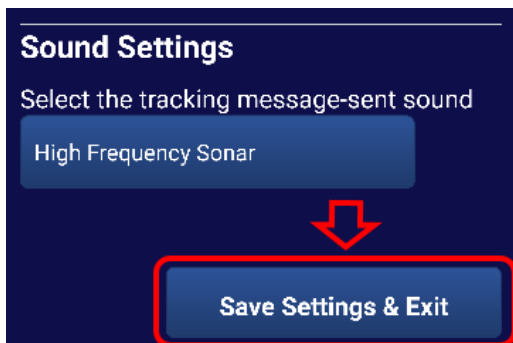 Sound Settings
Select the tracking message-sent sound
High Frequency Sonar
Save Settings & Exit